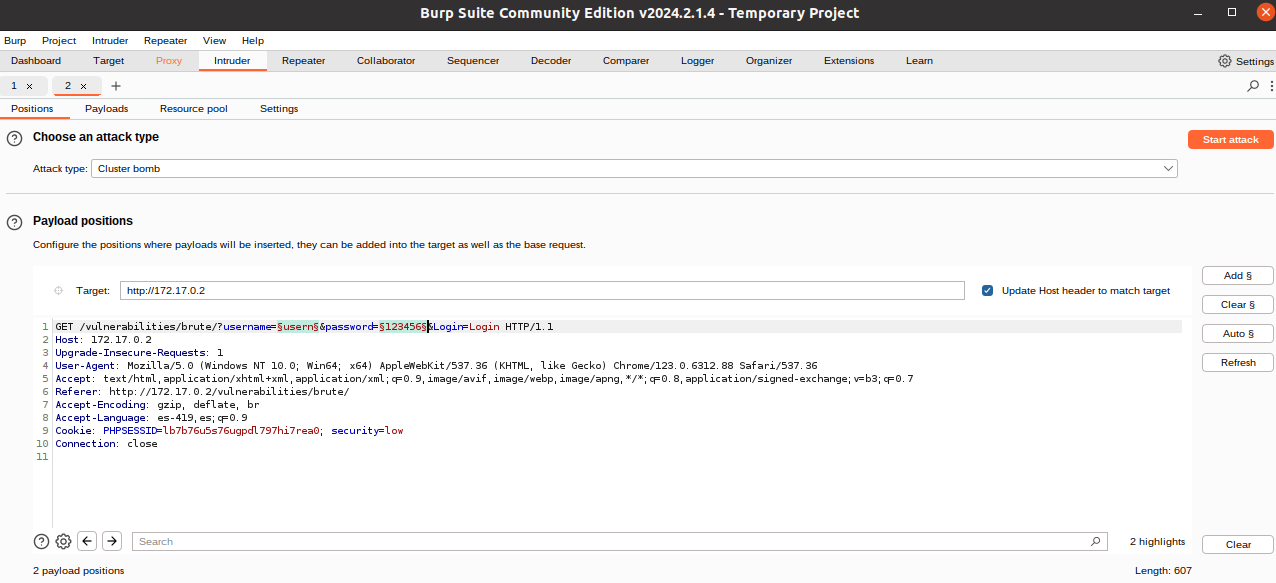 Burp Suite Community Edition v2024.2.1.4 - Temporary Project
Burp Project Intruder Repeater View Help
Dashboard Target Proxy Intruder Repeater Collaborator Sequencer Decoder Comparer Logger Organizer Extensions Learn Settings
1 × 2 × +
Positions Payloads Resource pool Settings
? Choose an attack type
Start attack
Attack type: Cluster bomb
? Payload positions
Configure the positions where payloads will be inserted, they can be added into the target as well as the base request.
Add §
Target: http://172.17.0.2 Update Host header to match target
Clear §
Auto §
Refresh
1 GET /vulnerabilities/brute/?username=§usern§&password=§123456§&Login=Login HTTP/1.1
2 Host: 172.17.0.2
3 Upgrade-Insecure-Requests: 1
4 User-Agent: Mozilla/5.0 (Windows NT 10.0; Win64; x64) AppleWebKit/537.36 (KHTML, like Gecko) Chrome/123.0.6312.88 Safari/537.36
5 Accept: text/html,application/xhtml+xml,application/xml;q=0.9,image/avif,image/webp,image/apng,*/*;q=0.8,application/signed-exchange;v=b3;q=0.7
6 Referer: http://172.17.0.2/vulnerabilities/brute/
7 Accept-Encoding: gzip, deflate, br
8 Accept-Language: es-419,es;q=0.9
9 Cookie: PHPSESSID=lb7b76u5s76ugpdl797hi7rea0; security=low
10 Connection: close
11
? Search 2 highlights Clear
2 payload positions Length: 607